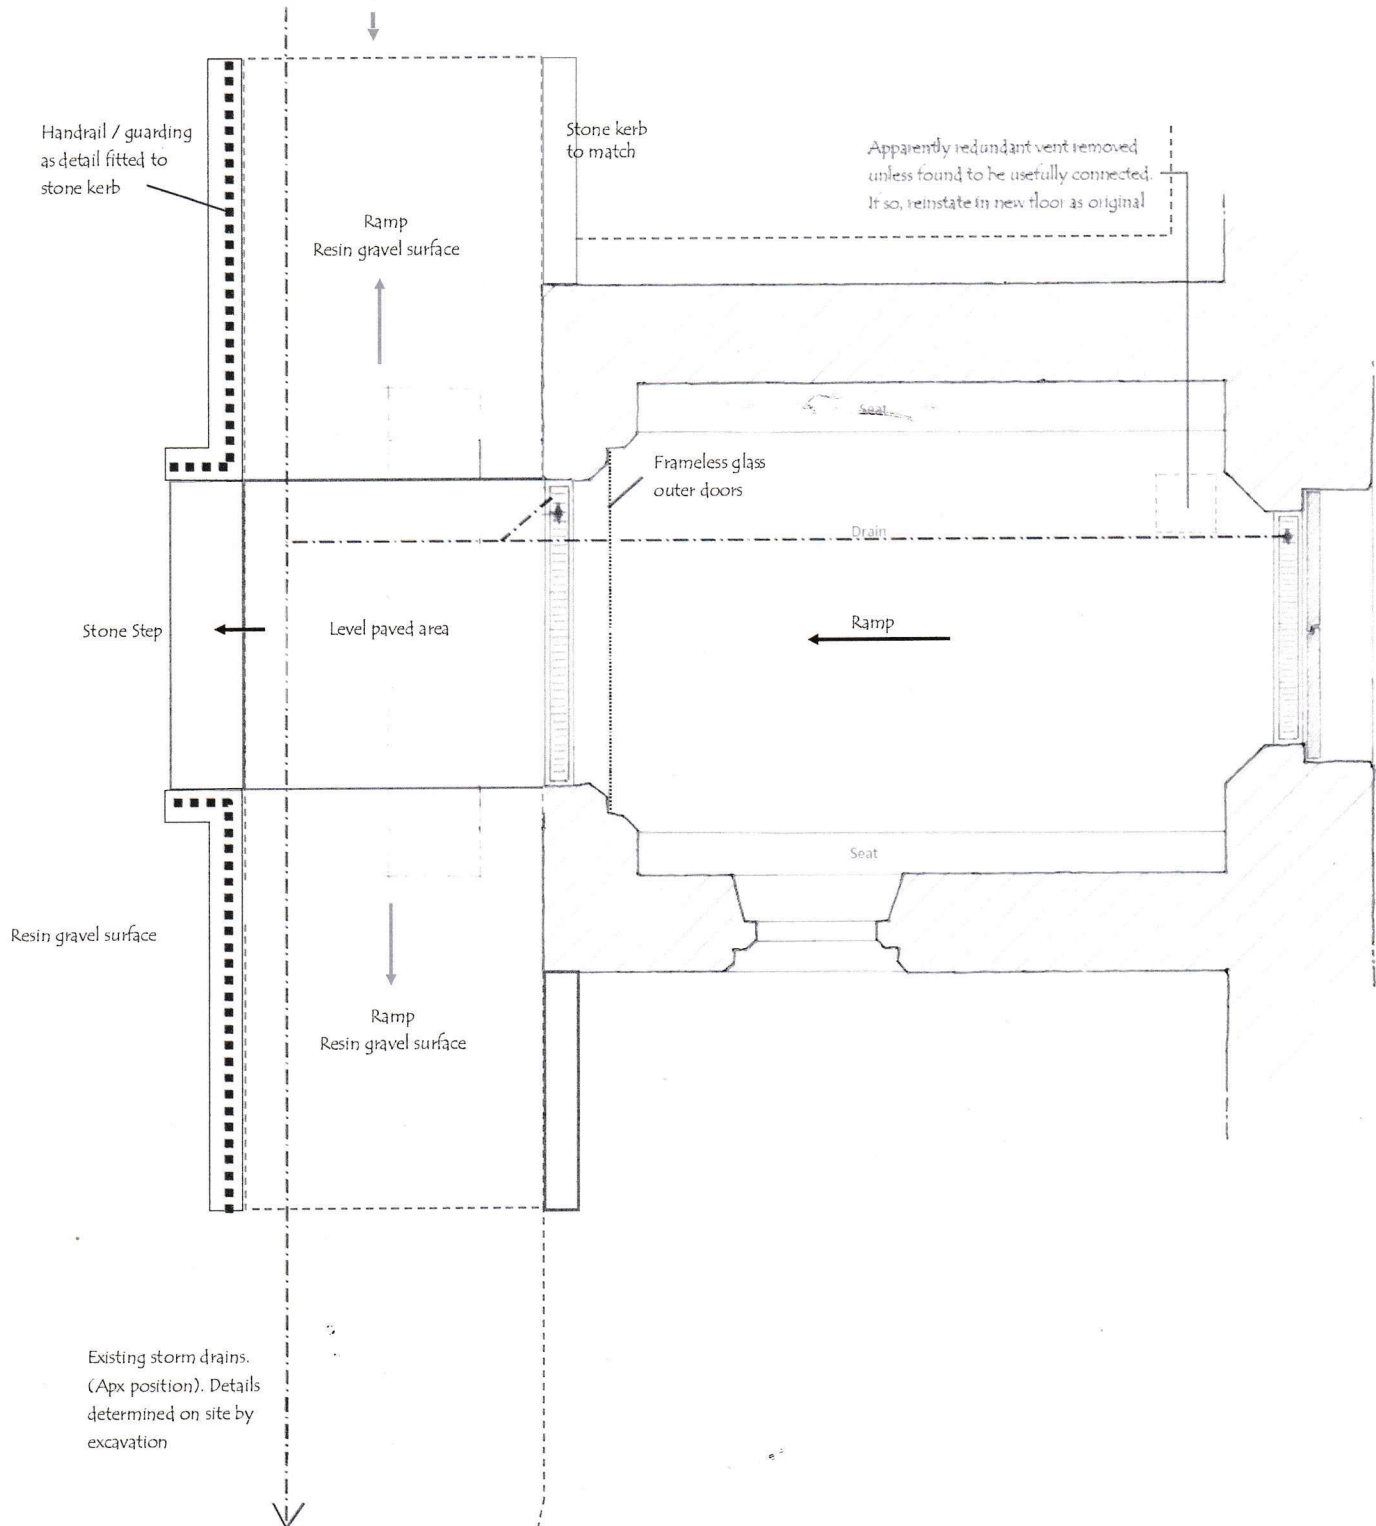 Handrail / guarding
as detail fitted to
stone kerb
Stone kerb
to match
Apparently redundant vent removed
unless found to be usefully connected.
If so, reinstate in new floor as original
Ramp
Resin gravel surface
Seat
Frameless glass
outer doors
Drain
Stone Step
Level paved area
Ramp
Seat
Resin gravel surface
Ramp
Resin gravel surface
Existing storm drains.
(Apx position). Details
determined on site by
excavation